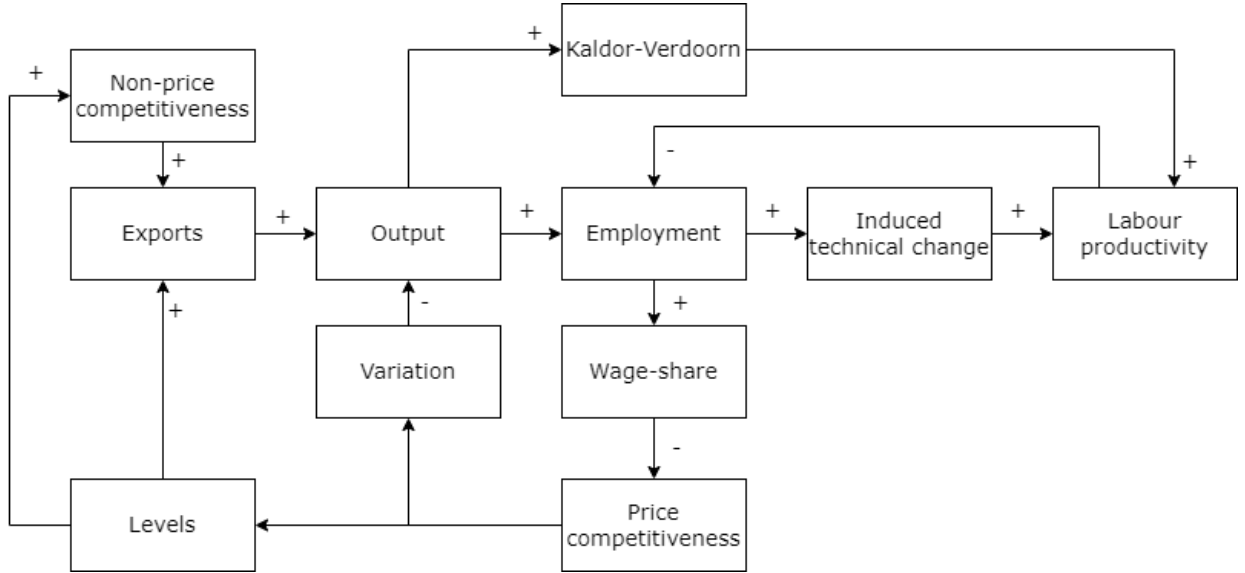 +
Kaldor-Verdoorn
+
Non-price
competitiveness
-
+
+
Exports
+
Output
+
Employment
+
Induced
technical change
+
Labour
productivity
+
-
+
Variation
Wage-share
-
Levels
Price
competitiveness